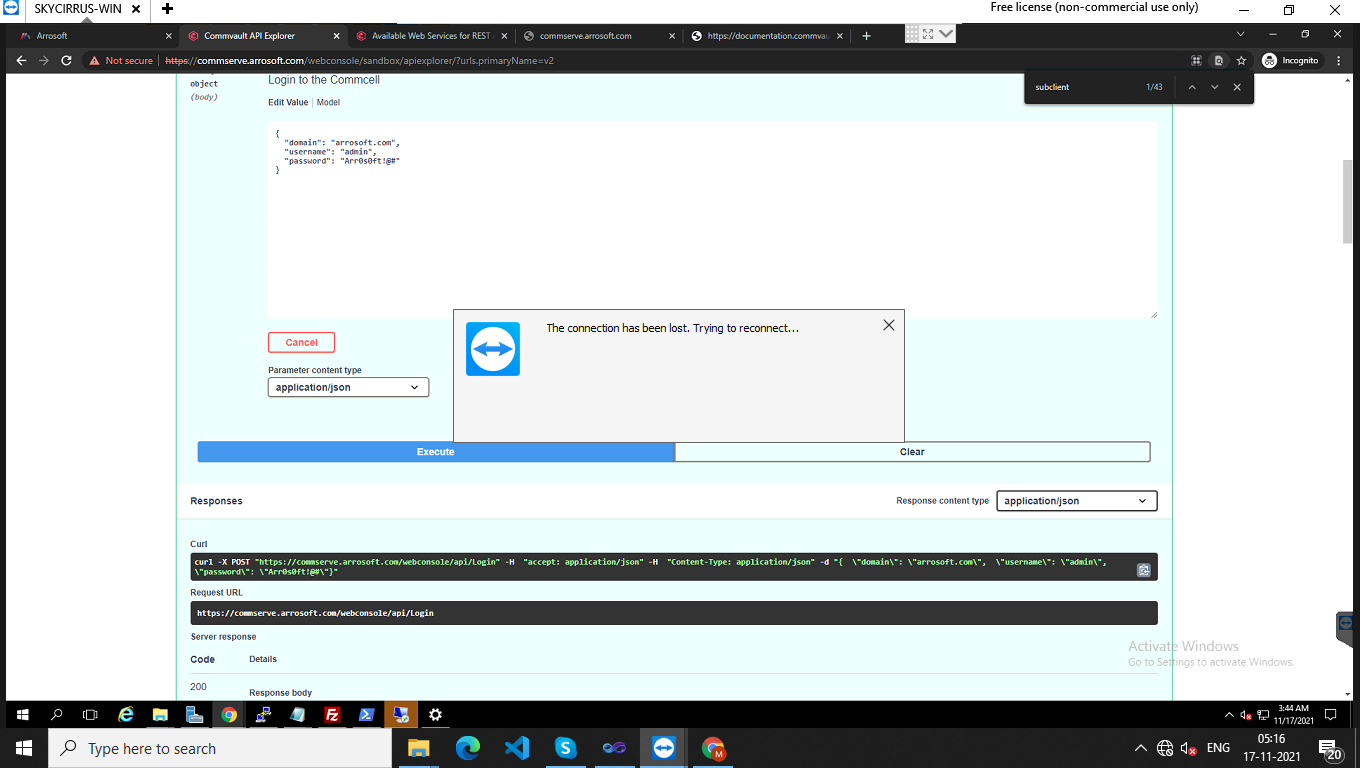 SKYCIRRUS-WIN
Free license (non-commercial use only)
Arrosoft
Commvault API Explorer
Available Web Services for REST
commserve.arrosoft.com
https://documentation.commvau
Not secure
https://commserve.arrosoft.com/webconsole/sandbox/apiexplorer/?urls.primaryName=v2
Incognito
subclient
1/43
object
(body)
Login to the Commcell
Edit Value | Model
{
"domain": "arrosoft.com",
"username": "admin",
"password": "Arr0s0ft!@#"
}
The connection has been lost. Trying to reconnect...
Cancel
Parameter content type
application/json
Execute
Clear
Responses
Response content type
application/json
Curl
curl -X POST "https://commserve.arrosoft.com/webconsole/api/Login" -H  "accept: application/json" -H  "Content-Type: application/json" -d "{  \"domain\": \"arrosoft.com\",  \"username\": \"admin\",
\"password\": \"Arr0s0ft!@#\"}"
Request URL
https://commserve.arrosoft.com/webconsole/api/Login
Server response
Code
Details
200
Response body
Activate Windows
Go to Settings to activate Windows.
3:44 AM
11/17/2021
Type here to search
ENG
05:16
17-11-2021
20